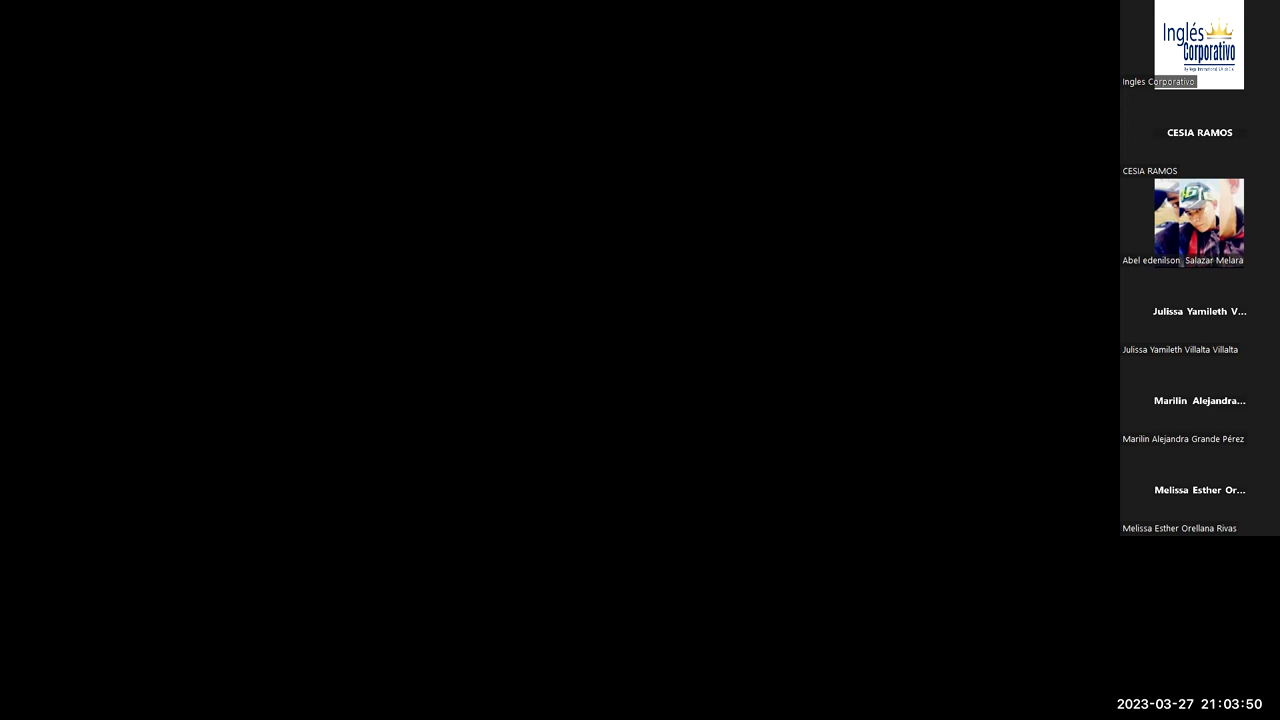 Inglés
Corporativo
Ingles Corporativo
CESIA RAMOS
CESIA RAMOS
Abel edenilson Salazar Melara
Julissa Yamileth V...
Julissa Yamileth Villalta Villalta
Marilin Alejandra...
Marilin Alejandra Grande Pérez
Melissa Esther Or...
Melissa Esther Orellana Rivas
2023-03-27 21:03:50